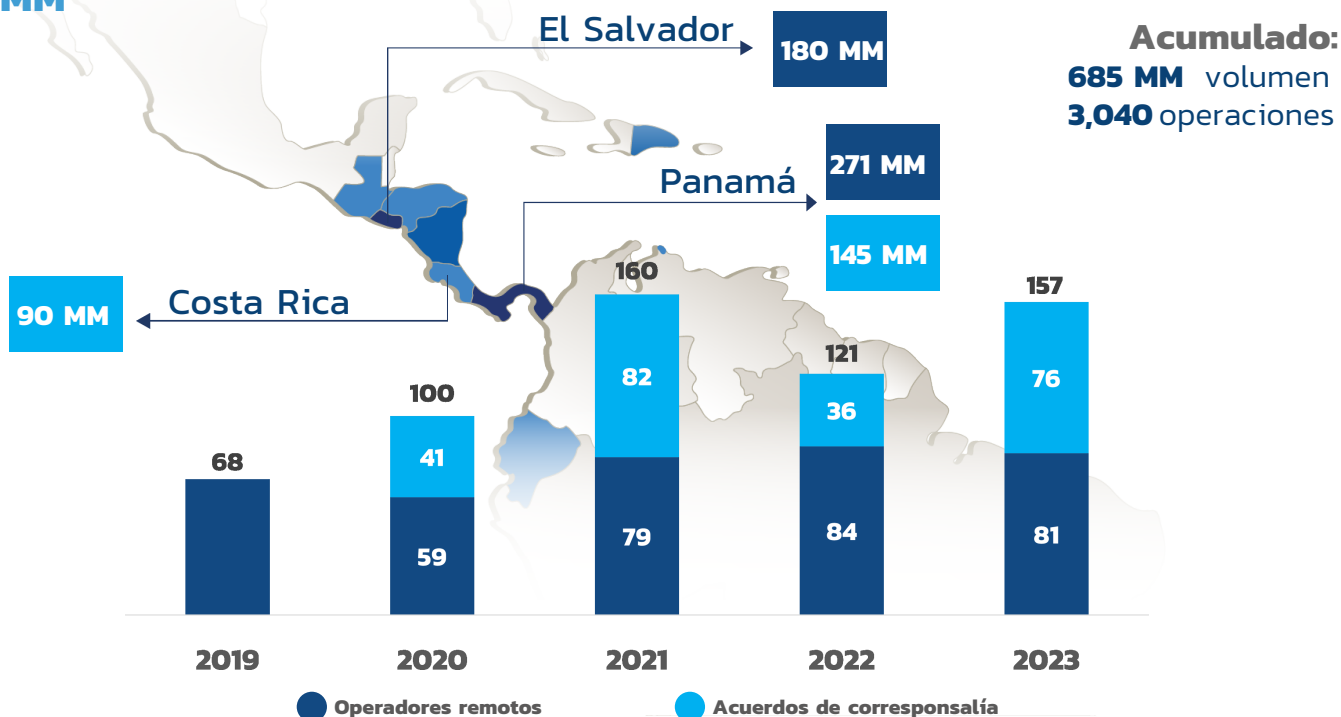 MM
El Salvador
180 MM
Acumulado:
685 MM volumen
3,040 operaciones
271 MM
Panamá
145 MM
90 MM
Costa Rica
160
157
121
100
82
76
36
68
41
79
84
81
59
2019 2020 2021 2022 2023
Operadores remotos Acuerdos de corresponsalía